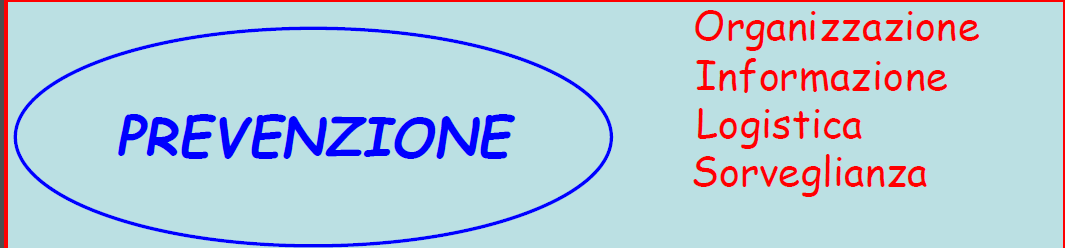 PREVENZIONE
Organizzazione
Informazione
Logistica
Sorveglianza